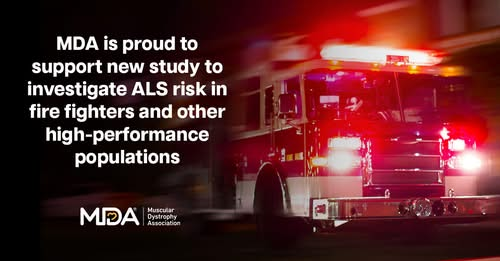 MDA is proud to
support new study to
investigate ALS risk in
fire fighters and other
high-performance
populations
MDA
Muscular
Dystrophy
Association